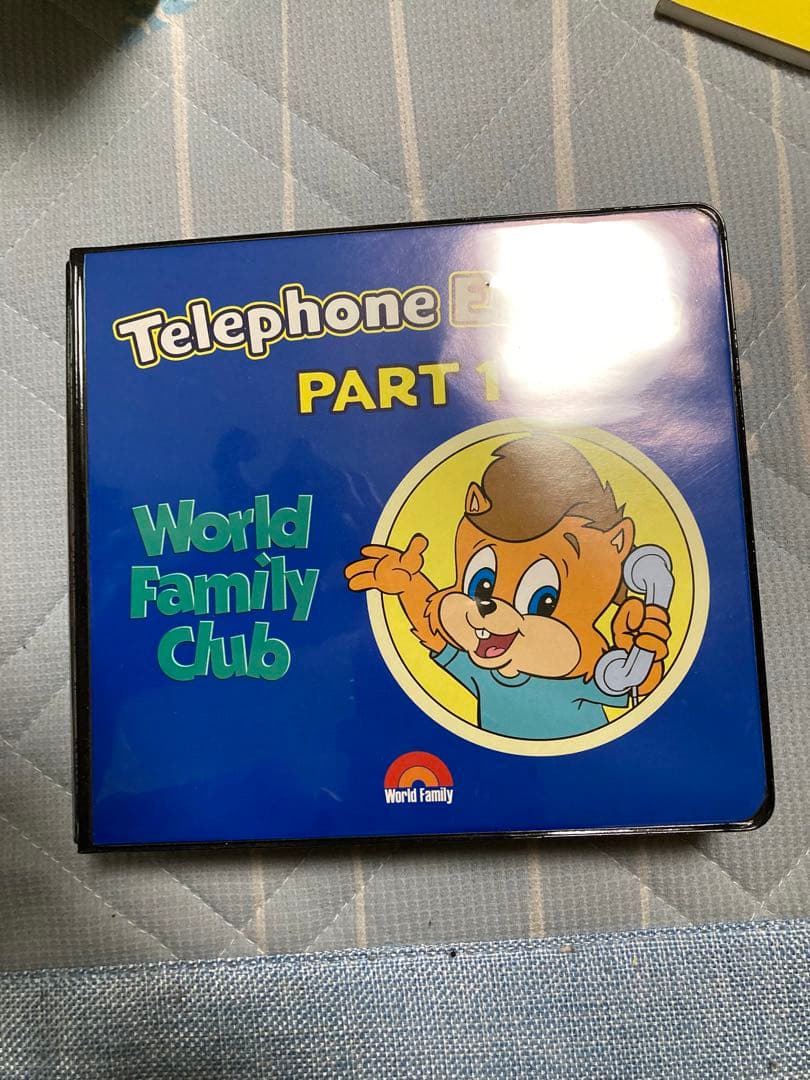 Telephone
PART 1
World
Family
Club
World Family